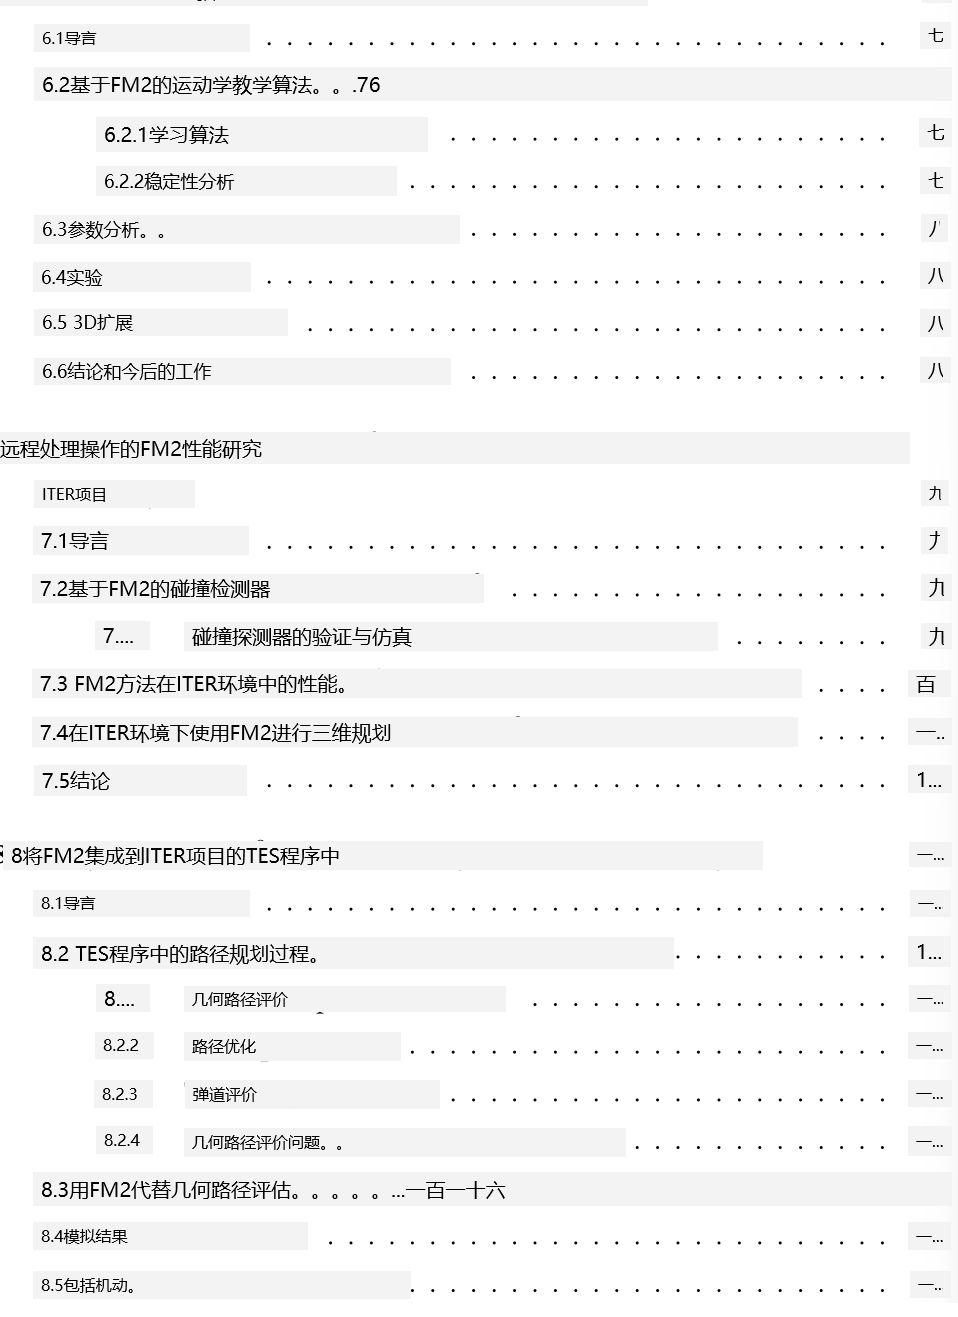 6.1导言 . . . . . . . . . . . . . . . . . . . . . . . . . . . . . . . 七
6.2基于FM2的运动学教学算法。。.76
6.2.1学习算法 . . . . . . . . . . . . . . . . . . . . . . 七
6.2.2稳定性分析 . . . . . . . . . . . . . . . . . . . . . . . . 七
6.3参数分析。。 . . . . . . . . . . . . . . . . . . . . . 八
6.4实验 . . . . . . . . . . . . . . . . . . . . . . . . . . . . . . . 八
6.5 3D扩展 . . . . . . . . . . . . . . . . . . . . . . . . . . . . . 八
6.6结论和今后的工作 . . . . . . . . . . . . . . . . . . . . . 八
远程处理操作的FM2性能研究
ITER项目 九
7.1导言 . . . . . . . . . . . . . . . . . . . . . . . . . . . . . . . 九
7.2基于FM2的碰撞检测器 . . . . . . . . . . . . . . . . . . . 九
7.... 碰撞探测器的验证与仿真 . . . . . . . . 九
7.3 FM2方法在ITER环境中的性能。 . . . . 百
7.4在ITER环境下使用FM2进行三维规划 . . . . 一..
7.5结论 . . . . . . . . . . . . . . . . . . . . . . . . . . . . . . . 1...
8将FM2集成到ITER项目的TES程序中 一...
8.1导言 . . . . . . . . . . . . . . . . . . . . . . . . . . . . . . . 一..
8.2 TES程序中的路径规划过程。 . . . . . . . . . . . 1...
8.... 几何路径评价 . . . . . . . . . . . . . . . . . . 一...
8.2.2 路径优化 . . . . . . . . . . . . . . . . . . . . . . . . 一...
8.2.3 弹道评价 . . . . . . . . . . . . . . . . . . . . . . 一...
8.2.4 几何路径评价问题。。 . . . . . . . . . . . . . 一...
8.3用FM2代替几何路径评估。。。。。...一百一十六
8.4模拟结果 . . . . . . . . . . . . . . . . . . . . . . . . . . . . 一...
8.5包括机动。 . . . . . . . . . . . . . . . . . . . . . . . . 一..